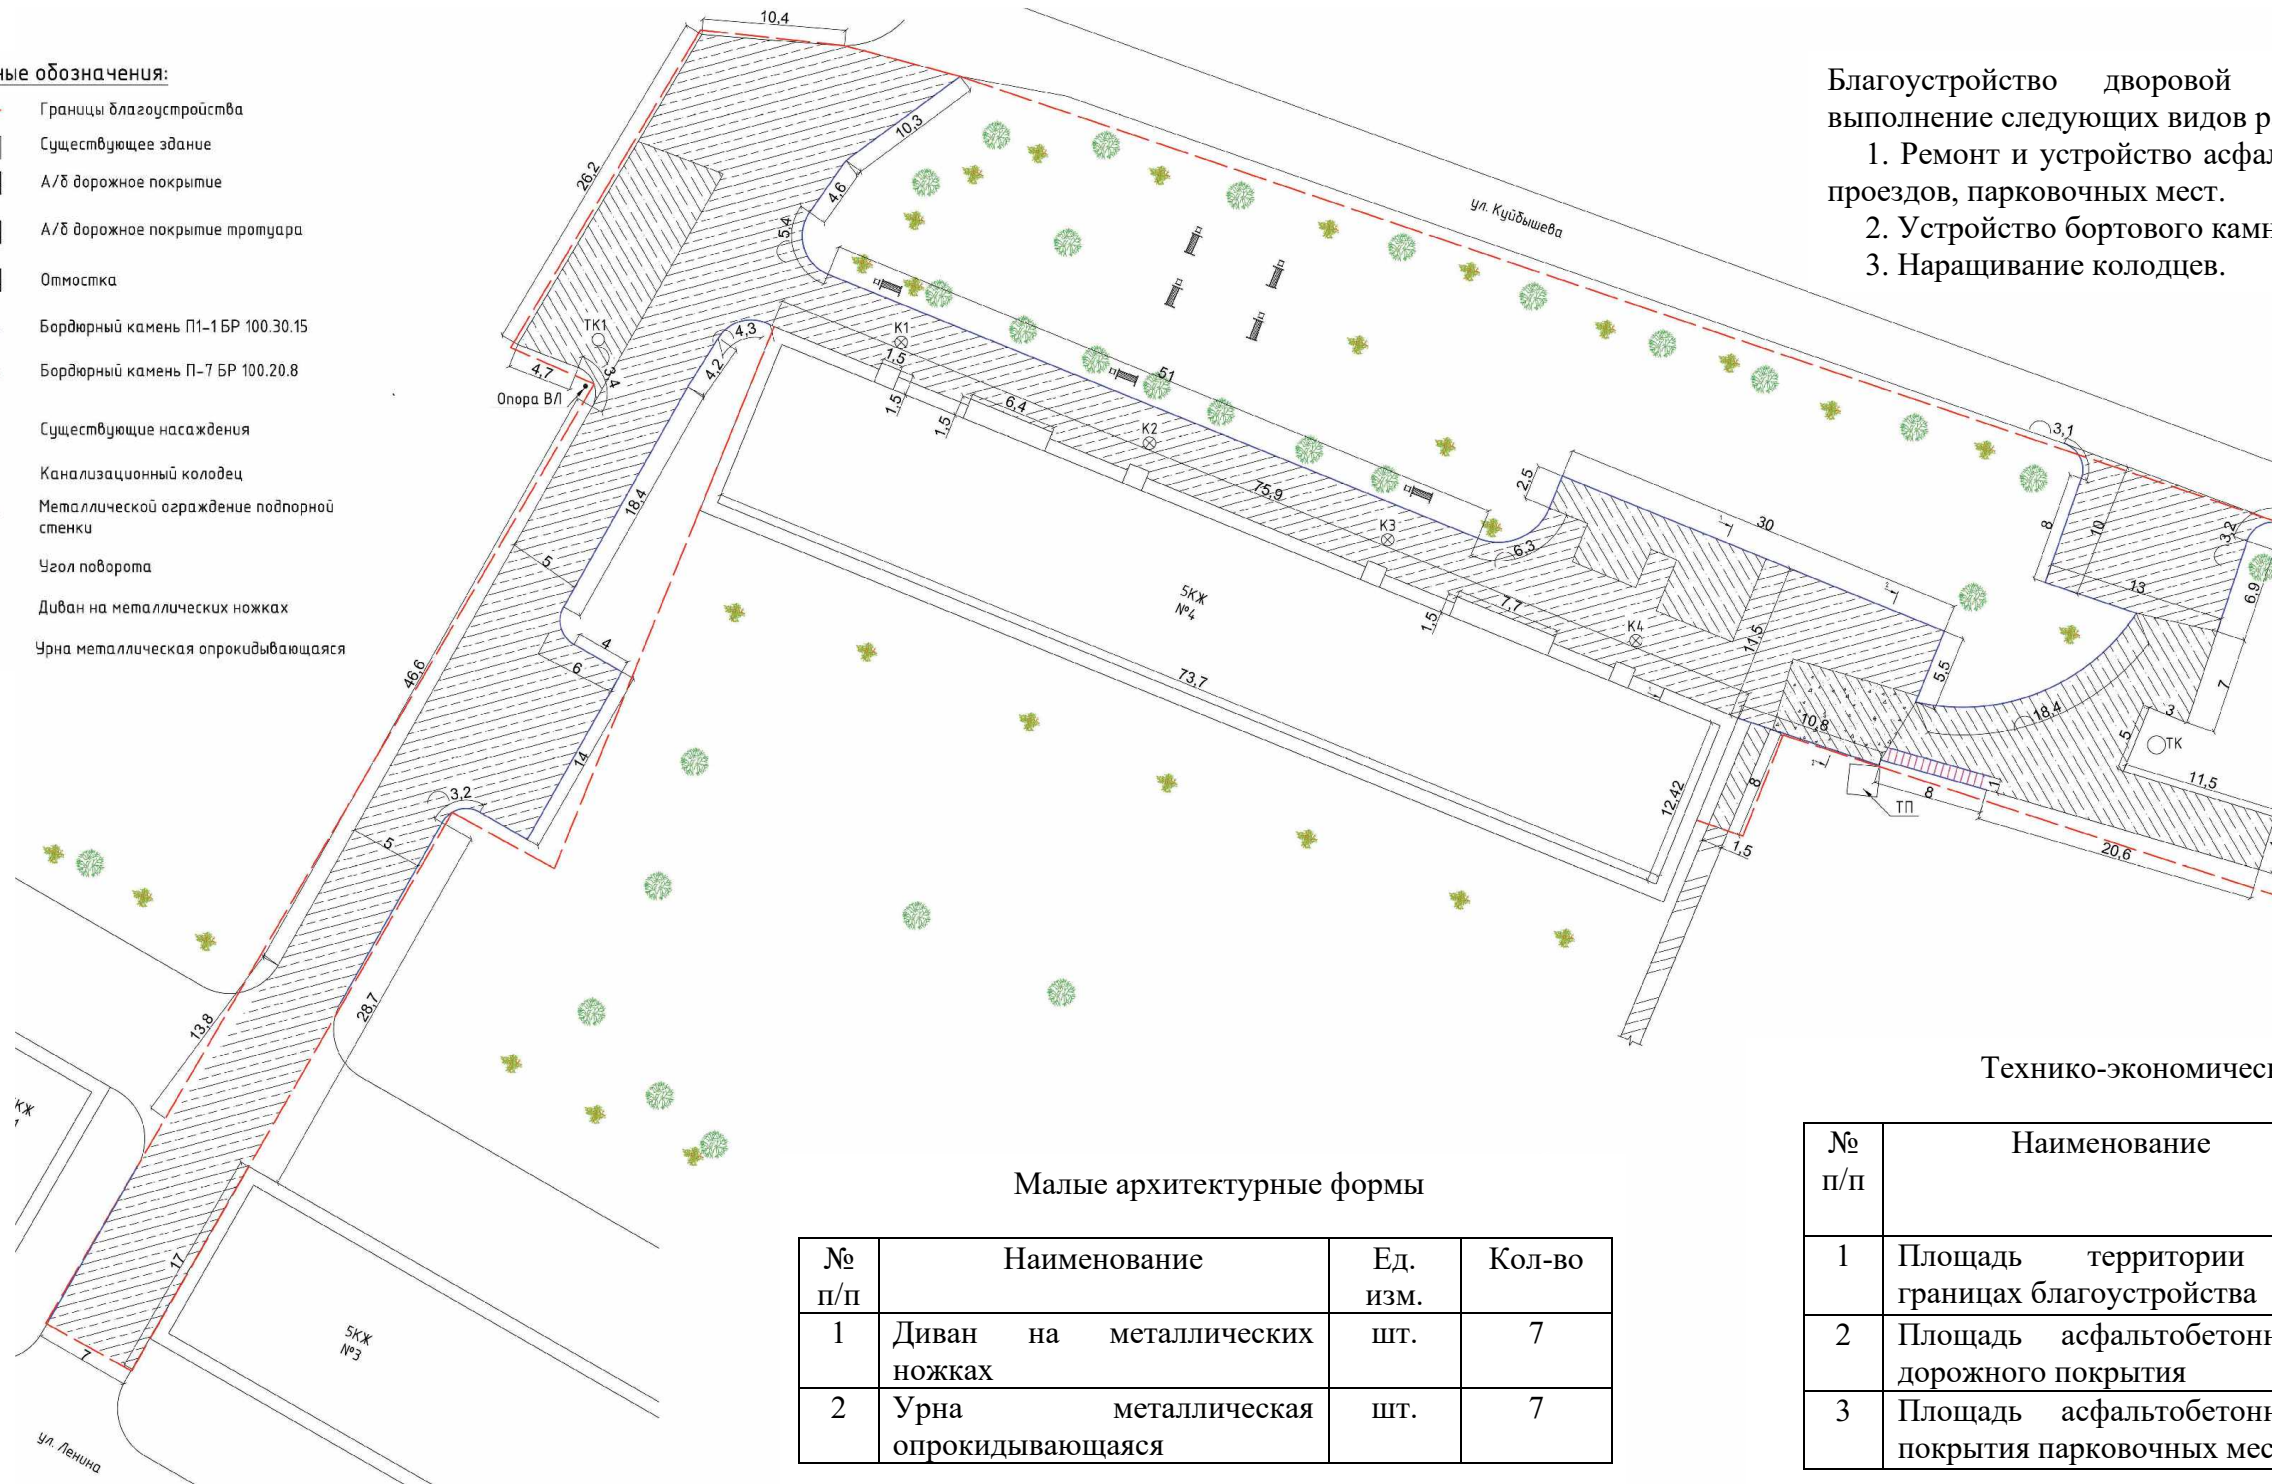 ные обозначения:
Границы благоустройства
Существующее здание
А/б дорожное покрытие
А/б дорожное покрытие тротуара
Отмостка
Бордюрный камень П1-1 БР 100.30.15
Бордюрный камень П-7 БР 100.20.8
Существующие насаждения
Канализационный колодец
Металлической ограждение подпорной
стенки
Угол поворота
Диван на металлических ножках
Урна металлическая опрокидывающаяся
Благоустройство дворовой
выполнение следующих видов р
1. Ремонт и устройство асфал
проездов, парковочных мест.
2. Устройство бортового камн
3. Наращивание колодцев.
10,4
26,2
10,3
4,6
5,4
ул. Куйбышева
ТК1
4,3
4,2
3,4
4,7
Опора ВЛ
К1
1,5
1,5
1,5
6,4
51
К2
75,9
К3
2,5
6,3
30
3,1
8
10
3,2
13
6,9
18,4
5
5КЖ
№4
7,7
1,5
К4
11,5
5,5
4
6
46,6
73,7
10,8
18,4
7
3
5
ТК
11,5
14
3,2
5
12,42
8
1,5
ТП
8
1
20,6
13,8
28,7
КЖ
17
5КЖ
№3
7
ул. Ленина
Малые архитектурные формы
№ Наименование Ед. Кол-во
п/п изм.
1 Диван на металлических шт. 7
ножках
2 Урна металлическая шт. 7
опрокидывающаяся
Технико-экономическ
№ Наименование
п/п
1 Площадь территории
границах благоустройства
2 Площадь асфальтобетонн
дорожного покрытия
3 Площадь асфальтобетонн
покрытия парковочных мес